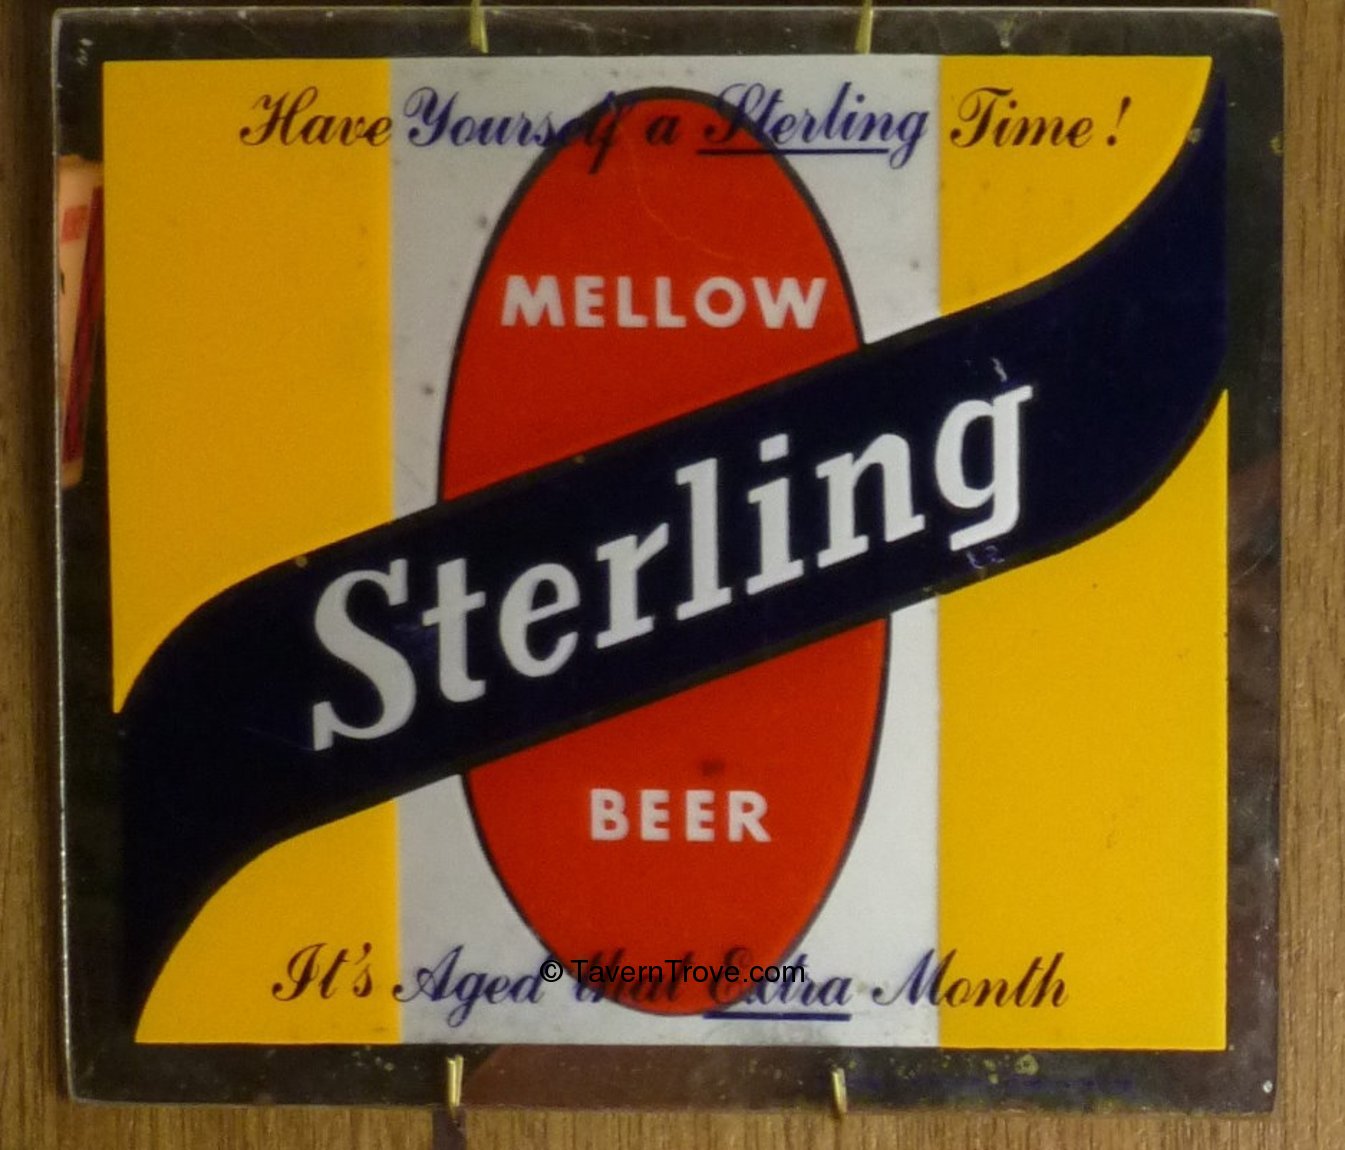 Have Yourself a Sterling Time!
MELLOW
Sterling
BEER
It's Aged that Extra Month
© TavernTrove.com